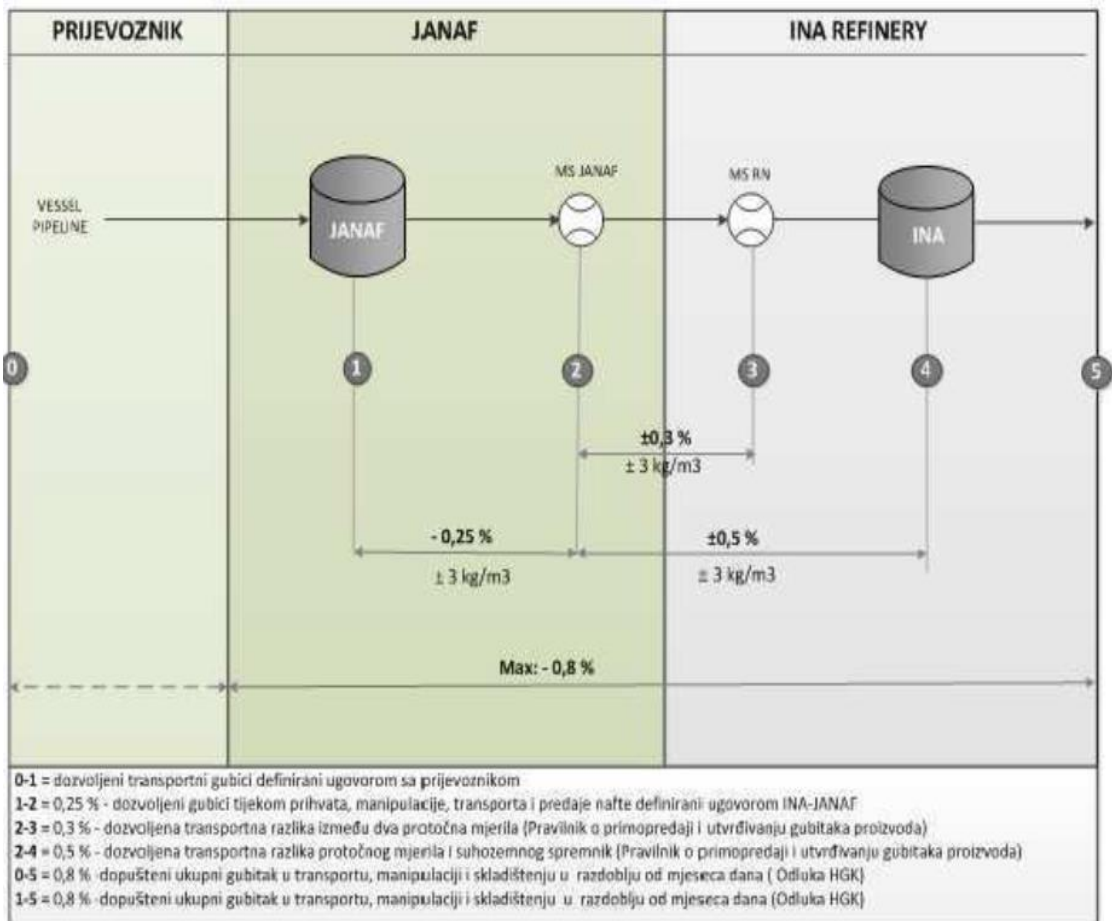 PRIJEVOZNIK JANAF INA REFINERY
MS JANAF MS RN
VESSEL
PIPELINE
JANAF INA
0 1 2 3 4 5
±0,3 %
± 3 kg/m3
- 0,25 % ±0,5 %
± 3 kg/m3 ± 3 kg/m3
Max: - 0,8 %
0-1 = dozvoljeni transportni gubici definirani ugovorom sa prijevoznikom
1-2 = 0,25 % - dozvoljeni gubici tijekom prihvata, manipulacije, transporta i predaje nafte definirani ugovorom INA-JANAF
2-3 = 0,3 % - dozvoljena transportna razlika između dva protočna mjerila (Pravilnik o primopredaji i utvrđivanju gubitaka proizvoda)
2-4 = 0,5 % - dozvoljena transportna razlika protočnog mjerila i suhozemnog spremnik (Pravilnik o primopredaji i utvrđivanju gubitaka proizvoda)
0-5 = 0,8 % -dopušteni ukupni gubitak u transportu, manipulaciji i skladištenju u razdoblju od mjeseca dana ( Odluka HGK)
1-5 = 0,8 % -dopušteni ukupni gubitak u transportu, manipulaciji i skladištenju u razdoblju od mjeseca dana (Odluka HGK)